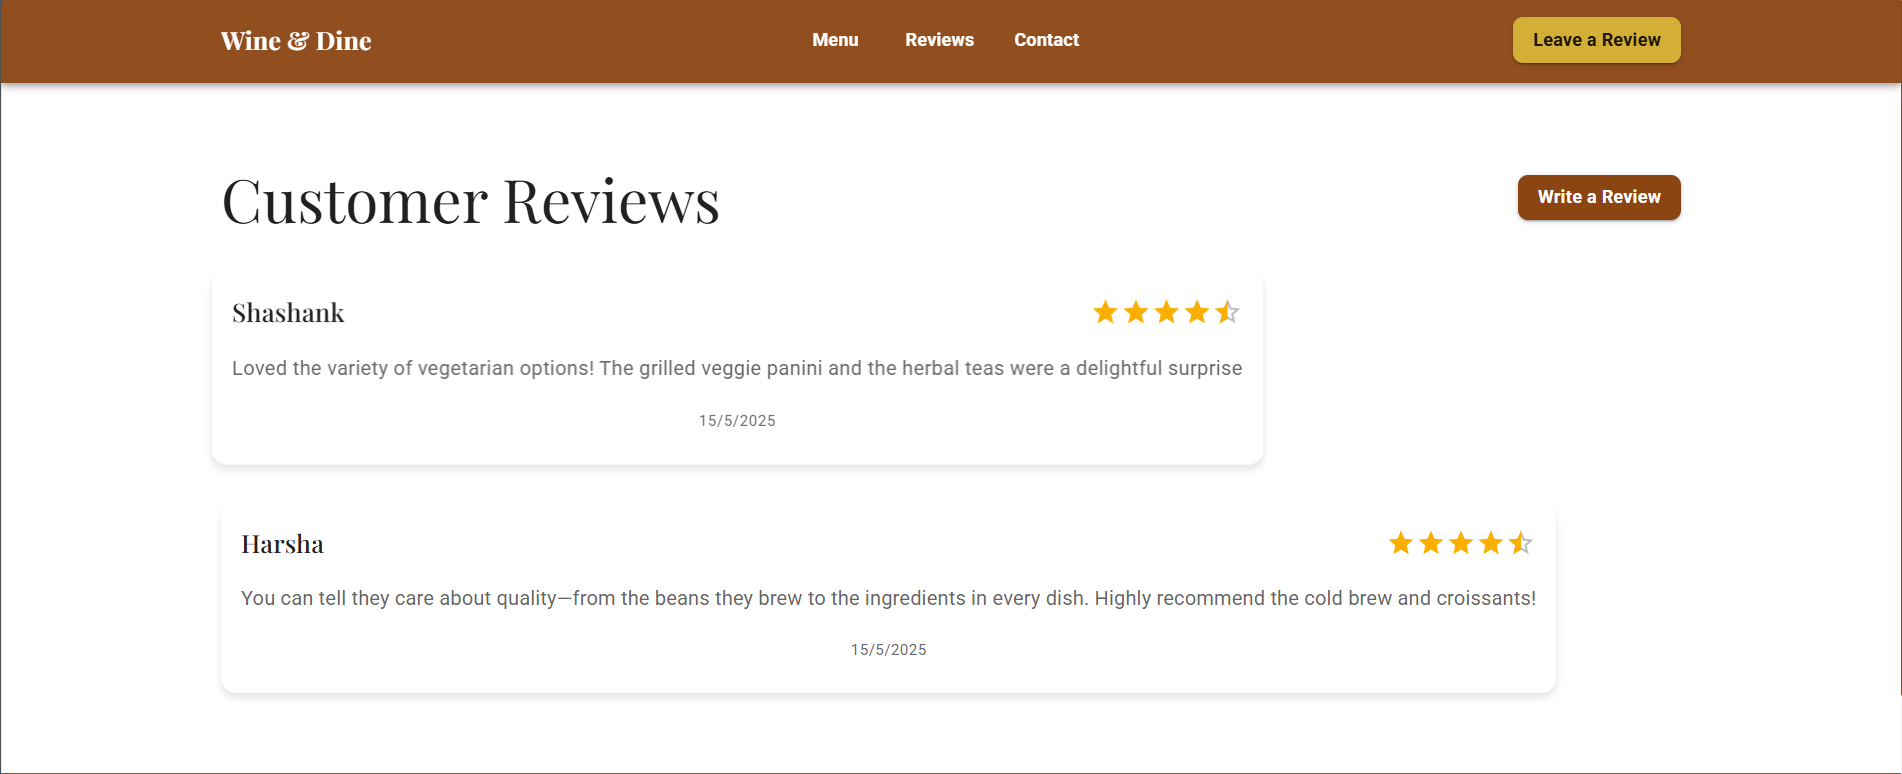 Wine & Dine
Menu
Reviews
Contact
Leave a Review
Customer Reviews
Write a Review
Shashank
Loved the variety of vegetarian options! The grilled veggie panini and the herbal teas were a delightful surprise
15/5/2025
Harsha
You can tell they care about quality—from the beans they brew to the ingredients in every dish. Highly recommend the cold brew and croissants!
15/5/2025